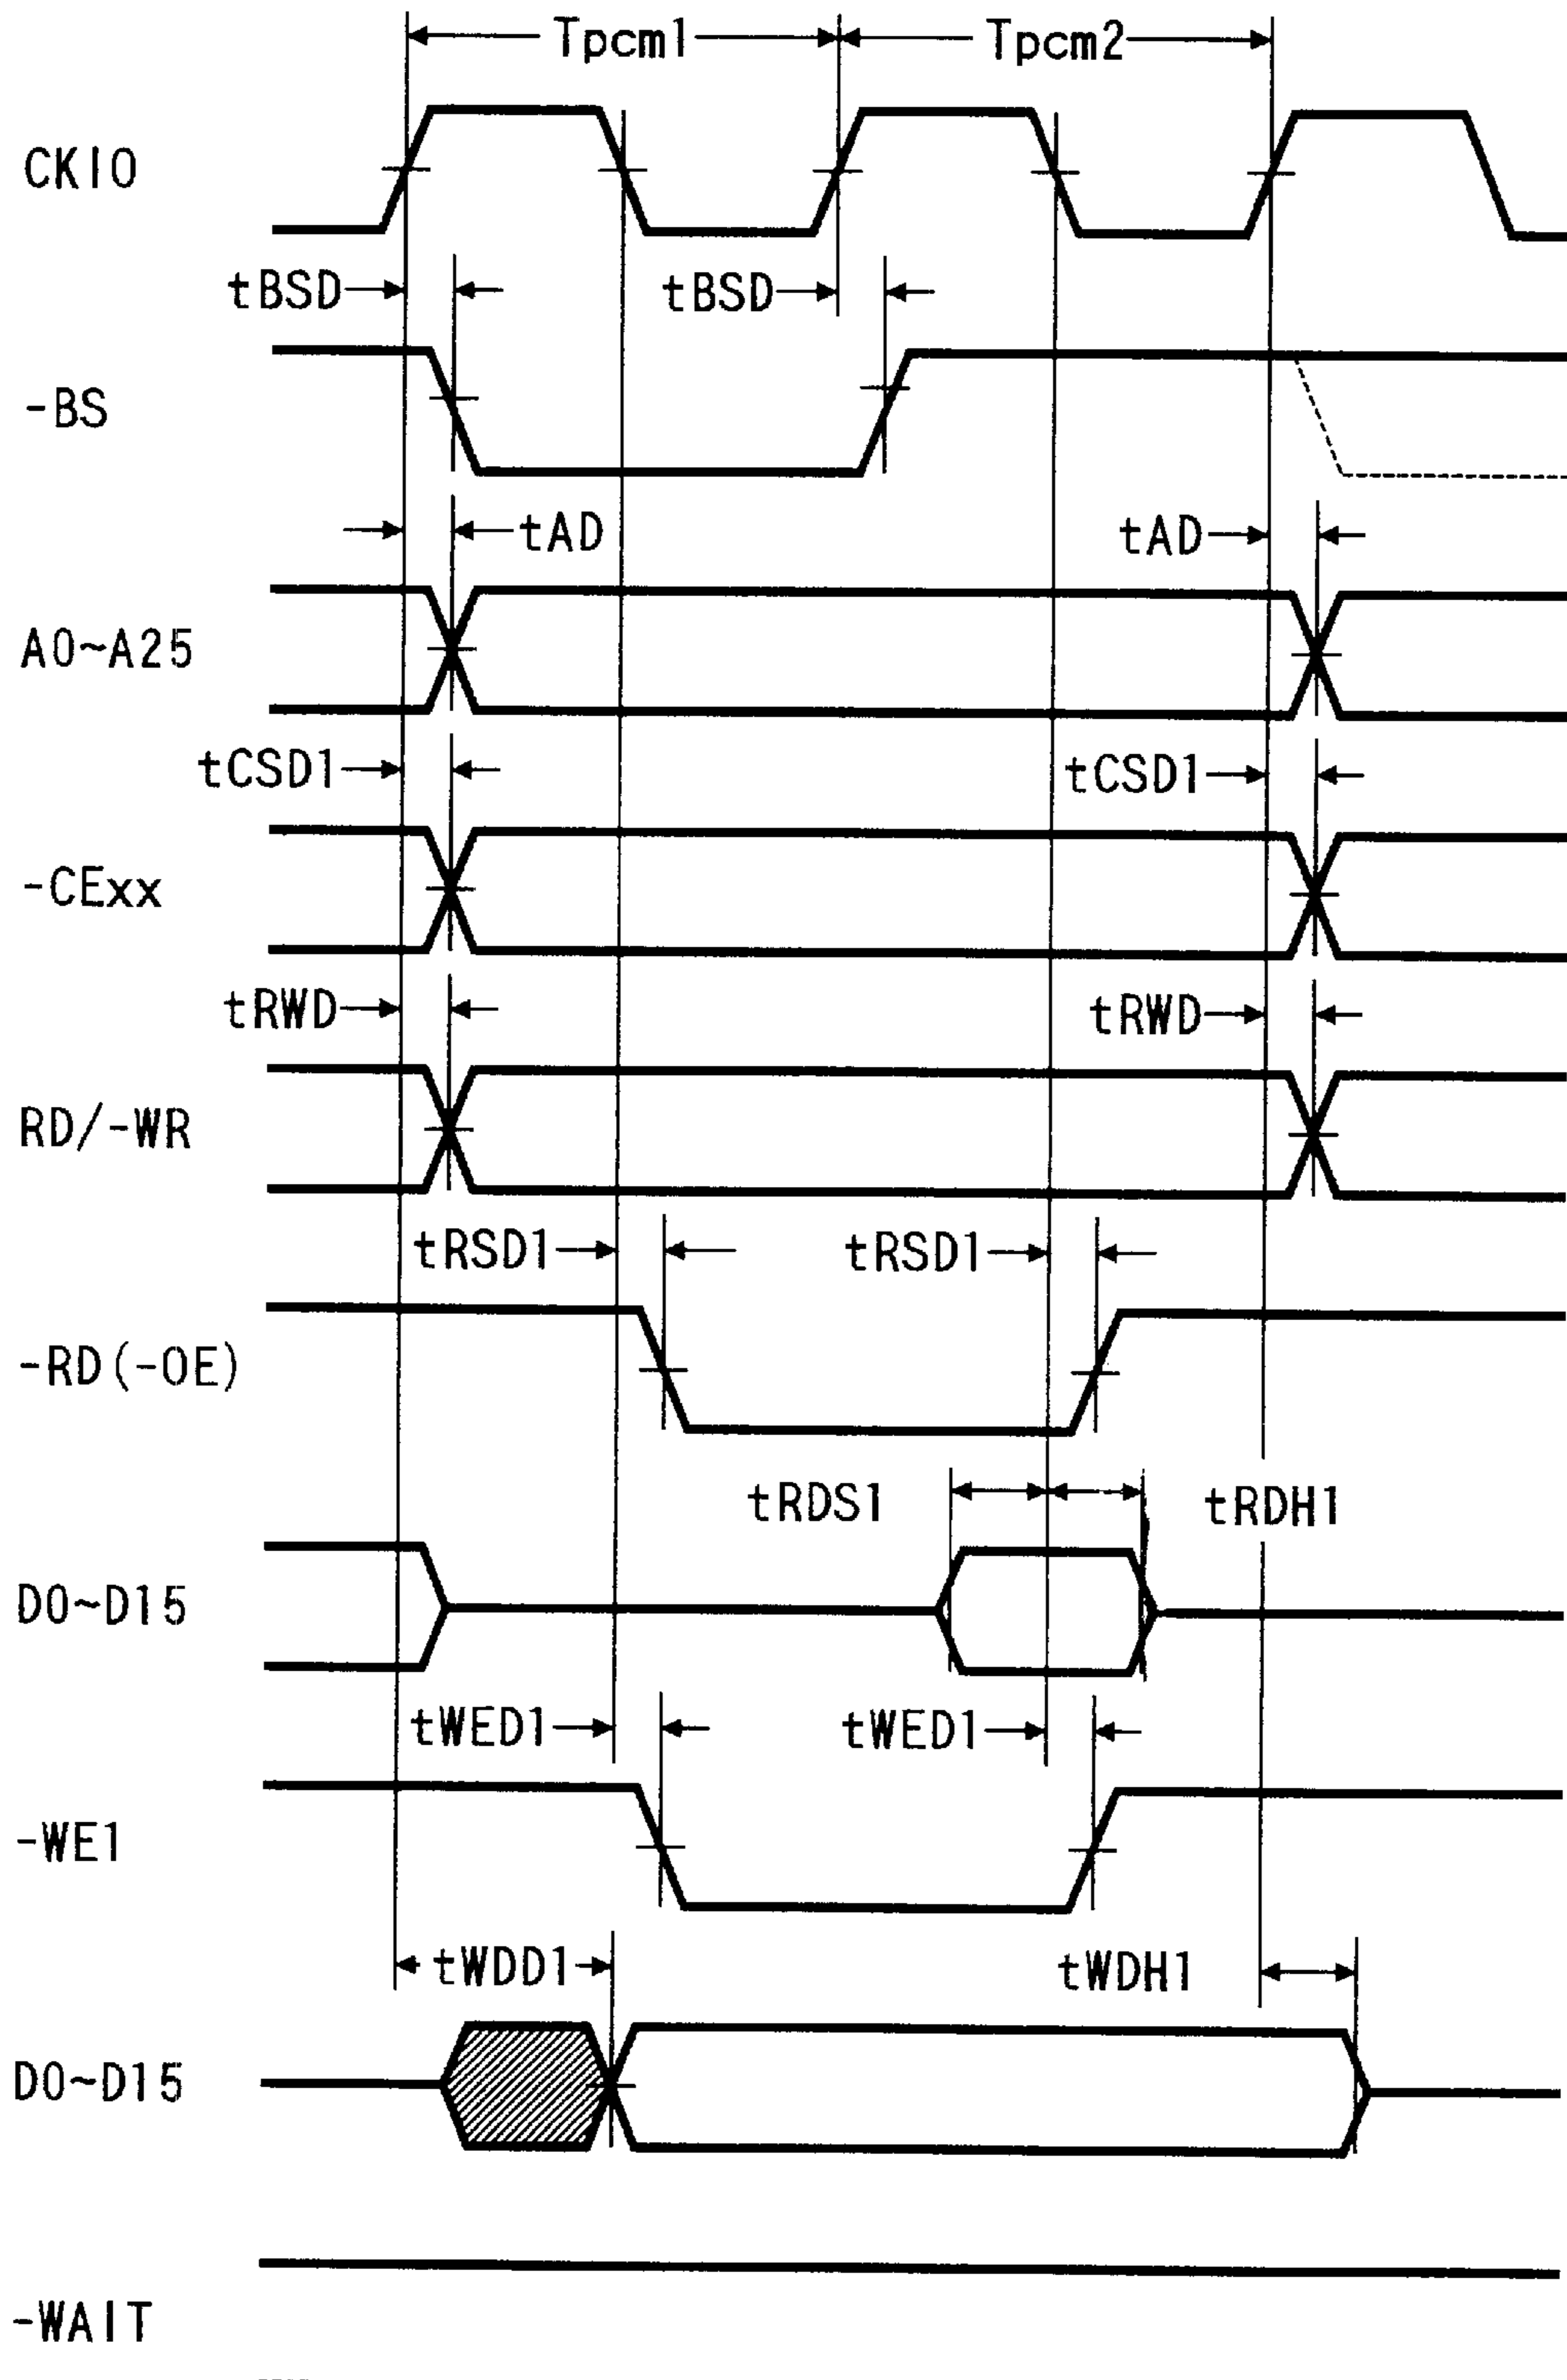 Tpcm1 Tpcm2
CKIO
tBSD tBSD
-BS
tAD tAD
A0~A25
tCSD1 tCSD1
-CExx
tRWD tRWD
RD/-WR
tRSD1 tRSD1
-RD(-OE)
tRDS1 tRDH1
D0~D15
tWED1 tWED1
-WE1
tWDD1 tWDH1
D0~D15
-WAIT